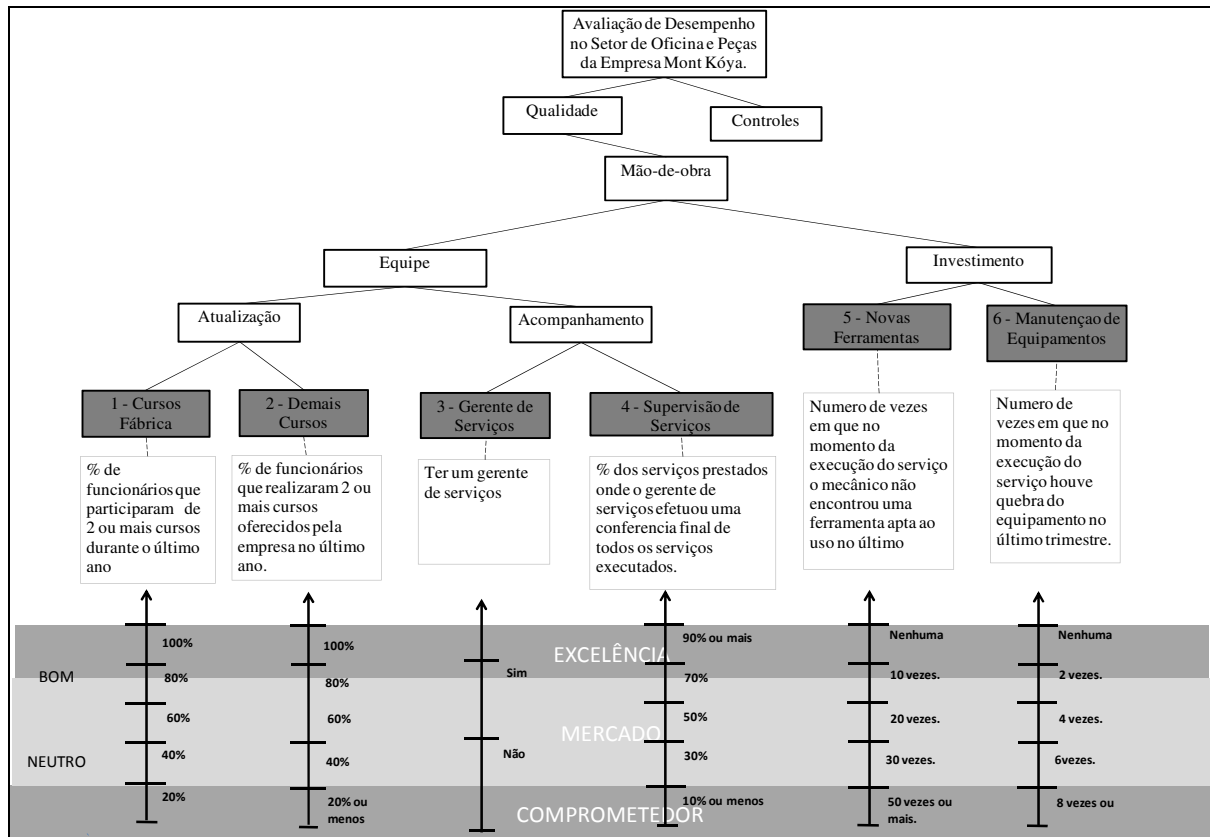 Avaliação de Desempenho
no Setor de Oficina e Peças
da Empresa Mont Kóya.
Qualidade
Controles
Mão-de-obra
Equipe
Investimento
Atualização
Acompanhamento
5 - Novas
Ferramentas
6 - Manutençao de
Equipamentos
1 - Cursos
Fábrica
2 - Demais
Cursos
3 - Gerente de
Serviços
4 - Supervisão de
Serviços
% de
funcionários que
participaram de
2 ou mais cursos
durante o último
ano
% de funcionários
que realizaram 2 ou
mais cursos
oferecidos pela
empresa no último
ano.
Ter um gerente
de serviços
% dos serviços prestados
onde o gerente de
serviços efetuou uma
conferencia final de
todos os serviços
executados.
Numero de vezes
em que no
momento da
execução do serviço
o mecânico não
encontrou uma
ferramenta apta ao
uso no último
Numero de
vezes em que no
momento da
execução do
serviço houve
quebra do
equipamento no
último trimestre.
BOM
NEUTRO
EXCELÊNCIA
MERCADO
COMPROMETEDOR
100%
80%
60%
40%
20%
100%
80%
60%
40%
20% ou
menos
Sim
Não
90% ou mais
70%
50%
30%
10% ou menos
Nenhuma
10 vezes.
20 vezes.
30 vezes.
50 vezes ou
mais.
Nenhuma
2 vezes.
4 vezes.
6vezes.
8 vezes ou